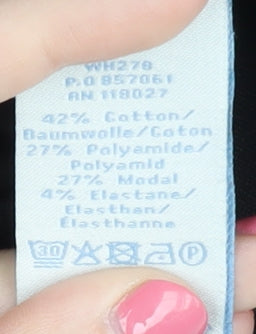 WH278
P.O 857061
RN 118027
42% Cotton/
Baumwolle/Coton
27% Polyamide/
Polyamid
27% Modal
4% Elastane/
Elasthan/
Élasthanne
30 P